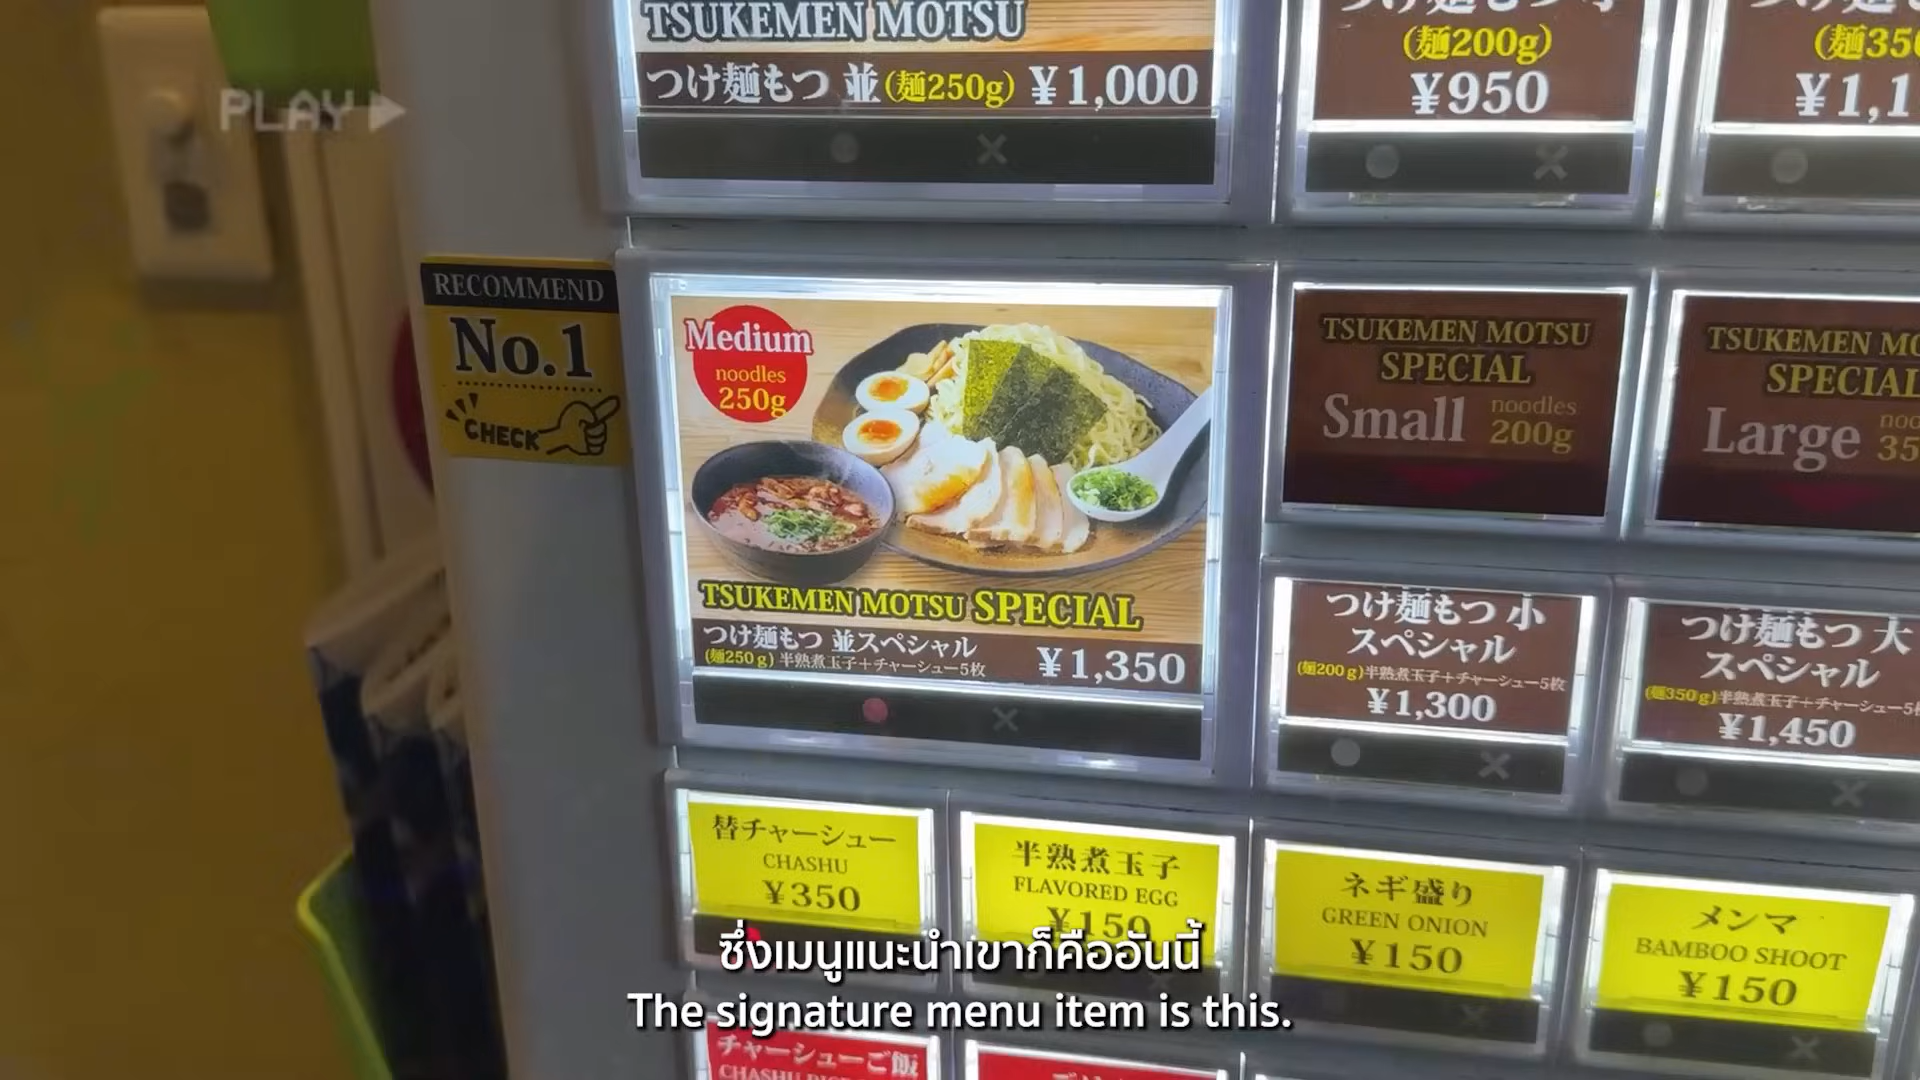 TSUKEMEN MOTSU
つけ麺もつ 並(麺250g) ¥1,000
(麺200g)
¥950
PLAY
RECOMMEND
No.1
CHECK
Medium
noodles
250g
TSUKEMEN MOTSU SPECIAL
つけ麺もつ 並スペシャル
(麺250g)半熟煮玉子+チャーシュー5枚 ¥1,350
TSUKEMEN MOTSU
SPECIAL
Small noodles
200g
SPECIAL
Large
つけ麺もつ 小
スペシャル
(麺200g)半熟煮玉子+チャーシュー5枚
¥1,300
つけ麺もつ 大
スペシャル
(麺350g)半熟煮玉子+チャーシュー5
¥1,450
替チャーシュー
CHASHU
¥350
半熟煮玉子
FLAVORED EGG
¥150
ネギ盛り
GREEN ONION
¥150
メンマ
BAMBOO SHOOT
¥150
ซึ่งเมนูแนะนำเขาก็คืออันนี้
The signature menu item is this.
チャーシューご飯